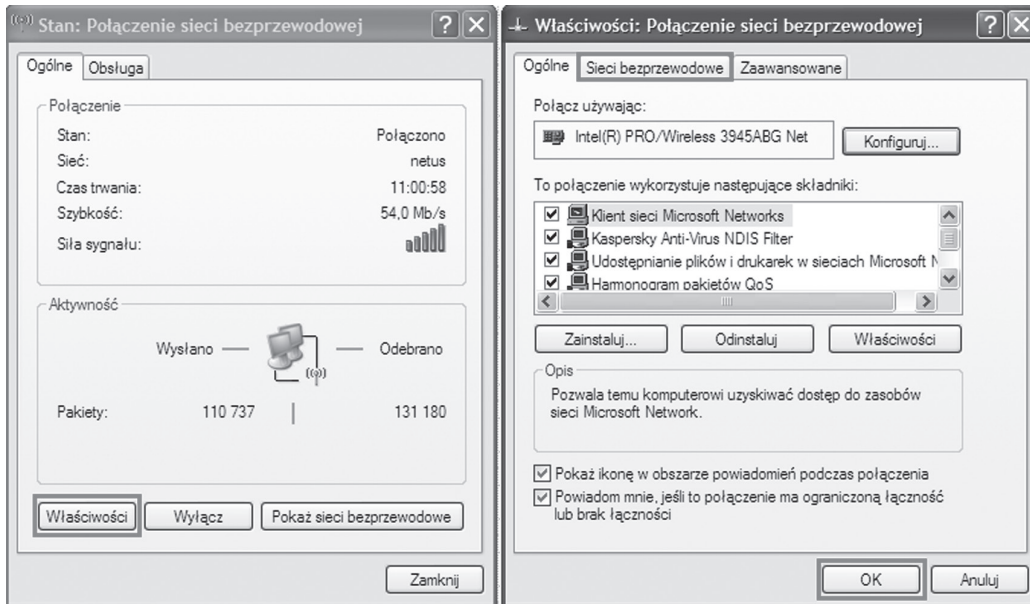 Stan: Połączenie sieci bezprzewodowej
Ogólne
Obsługa
Połączenie
Stan: Połączono
Sieć: netus
Czas trwania: 11:00:58
Szybkość: 54,0 Mb/s
Siła sygnału:
Aktywność
Wysłano — — Odebrano
Pakiety: 110 737 | 131 180
Właściwości
Wyłącz
Pokaż sieci bezprzewodowe
Zamknij
Właściwości: Połączenie sieci bezprzewodowej
Ogólne
Sieci bezprzewodowe
Zaawansowane
Połącz używając:
Intel(R) PRO/Wireless 3945ABG Net
Konfiguruj...
To połączenie wykorzystuje następujące składniki:
Klient sieci Microsoft Networks
Kaspersky Anti-Virus NDIS Filter
Udostępnianie plików i drukarek w sieciach Microsoft N
Harmonogram pakietów QoS
Zainstaluj...
Odinstaluj
Właściwości
Opis
Pozwala temu komputerowi uzyskiwać dostęp do zasobów
sieci Microsoft Network.
Pokaż ikonę w obszarze powiadomień podczas połączenia
Powiadom mnie, jeśli to połączenie ma ograniczoną łączność
lub brak łączności
OK
Anuluj